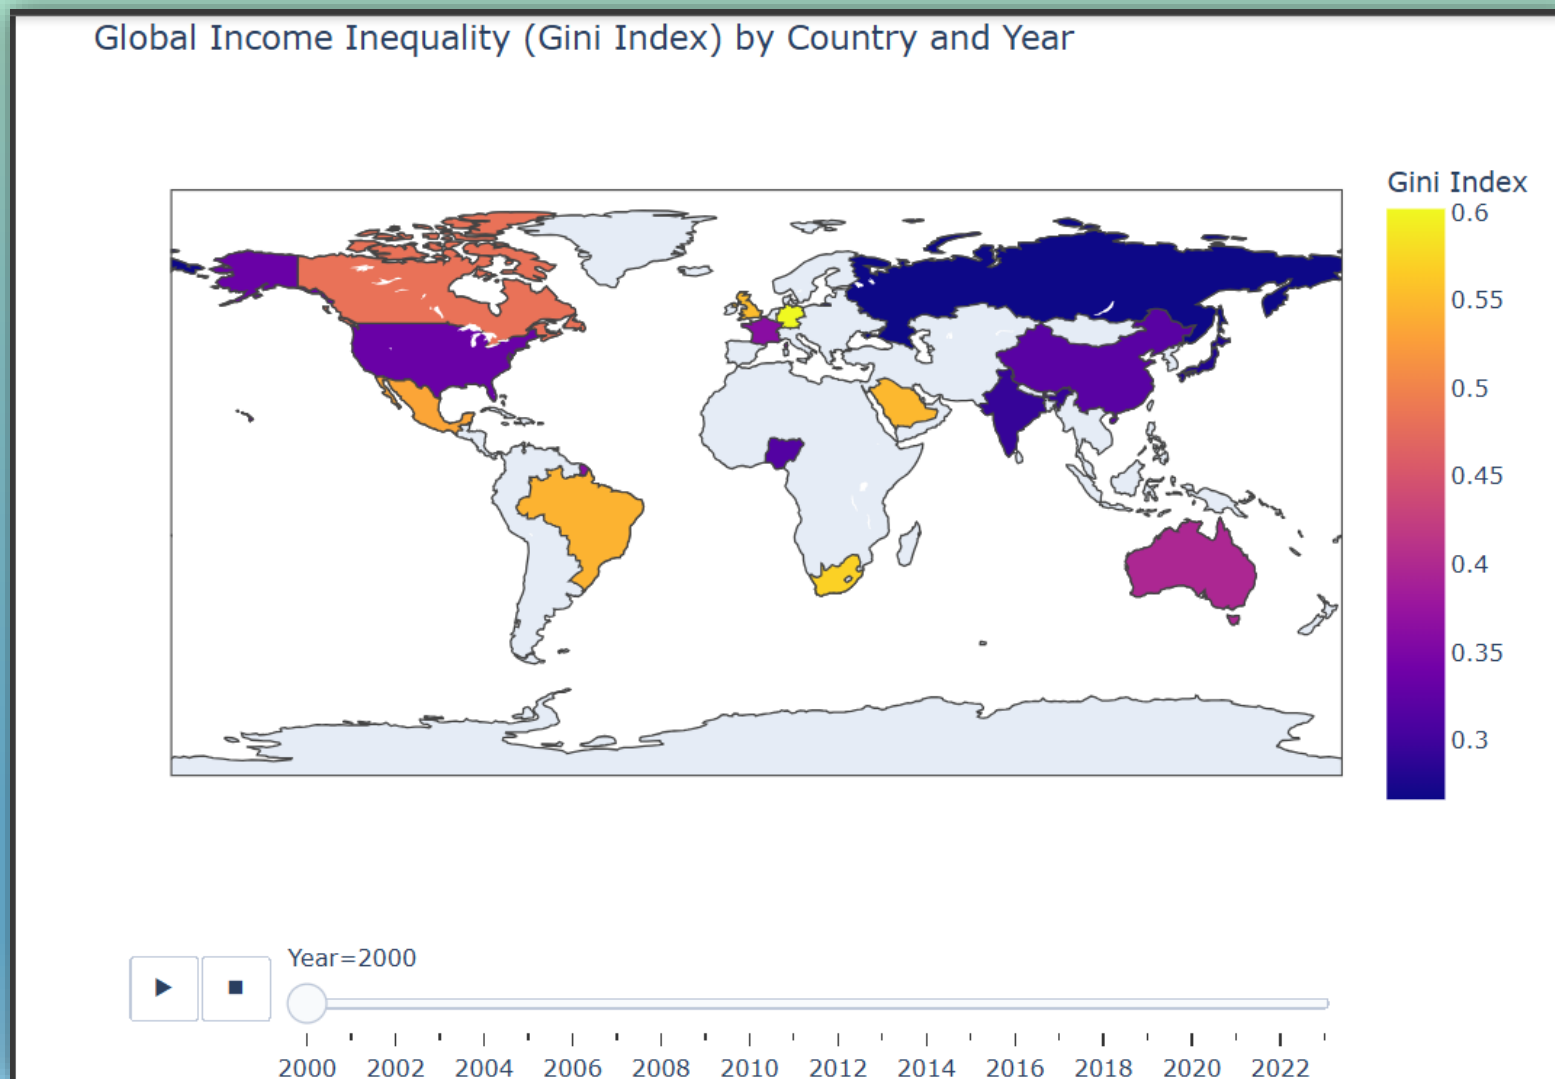 Global Income Inequality (Gini Index) by Country and Year
Gini Index
0.6
0.55
0.5
0.45
0.4
0.35
0.3
Year=2000
2000 2002 2004 2006 2008 2010 2012 2014 2016 2018 2020 2022